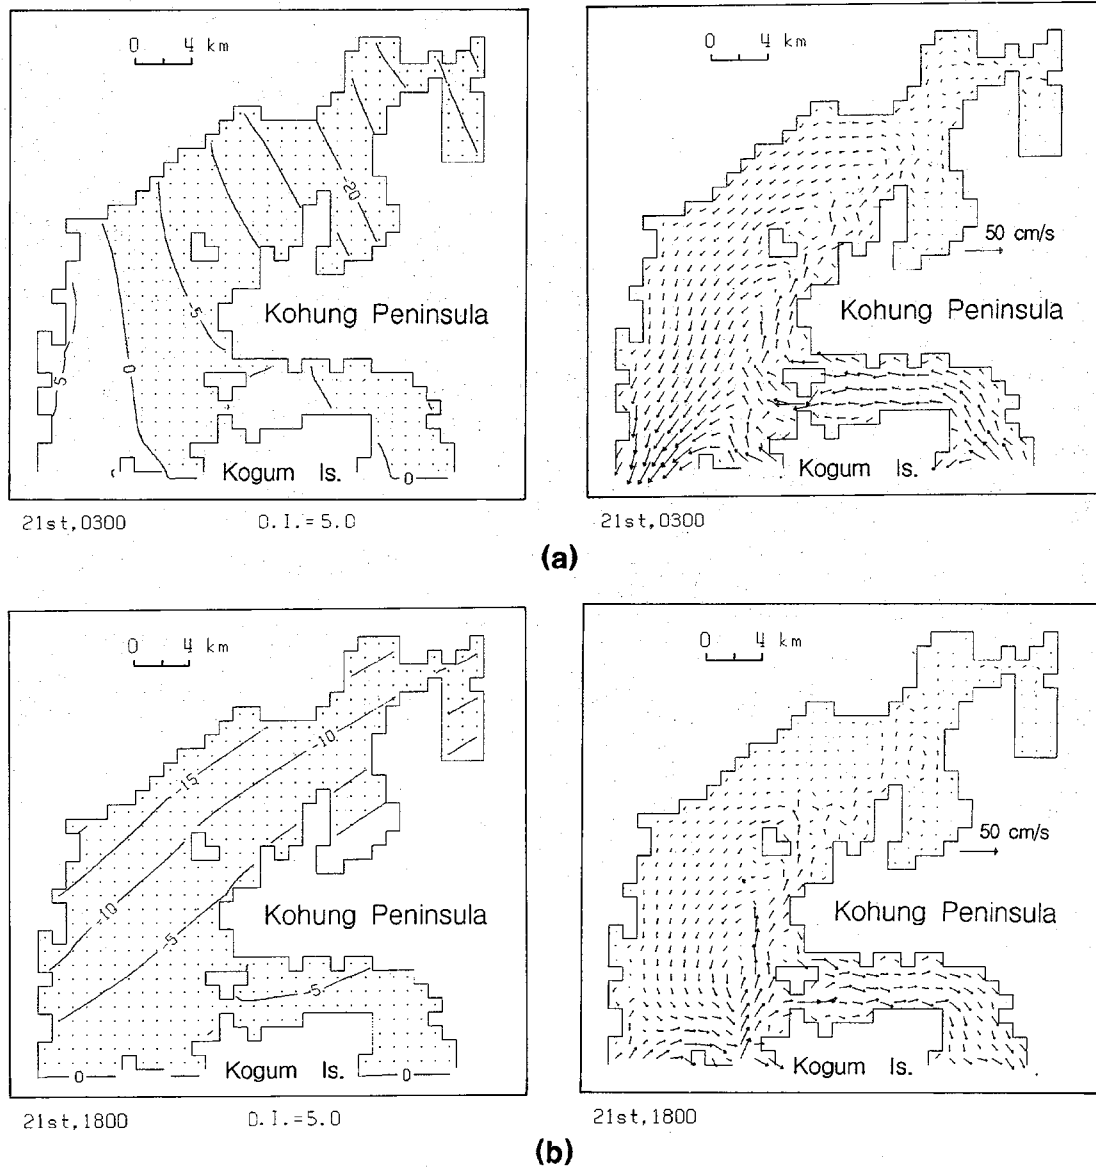 0 4 km
0 4 km
-20
50 cm/s
-5
Kohung Peninsula
Kohung Peninsula
0
5
Kogum Is.
0
Kogum Is.
21st,0300
D.I.=5.0
21st,0300
(a)
0 4 km
0 4 km
-10
-15
50 cm/s
-10
Kohung Peninsula
Kohung Peninsula
-5
-5
0
Kogum Is.
0
Kogum Is.
21st,1800
D.I.=5.0
21st,1800
(b)